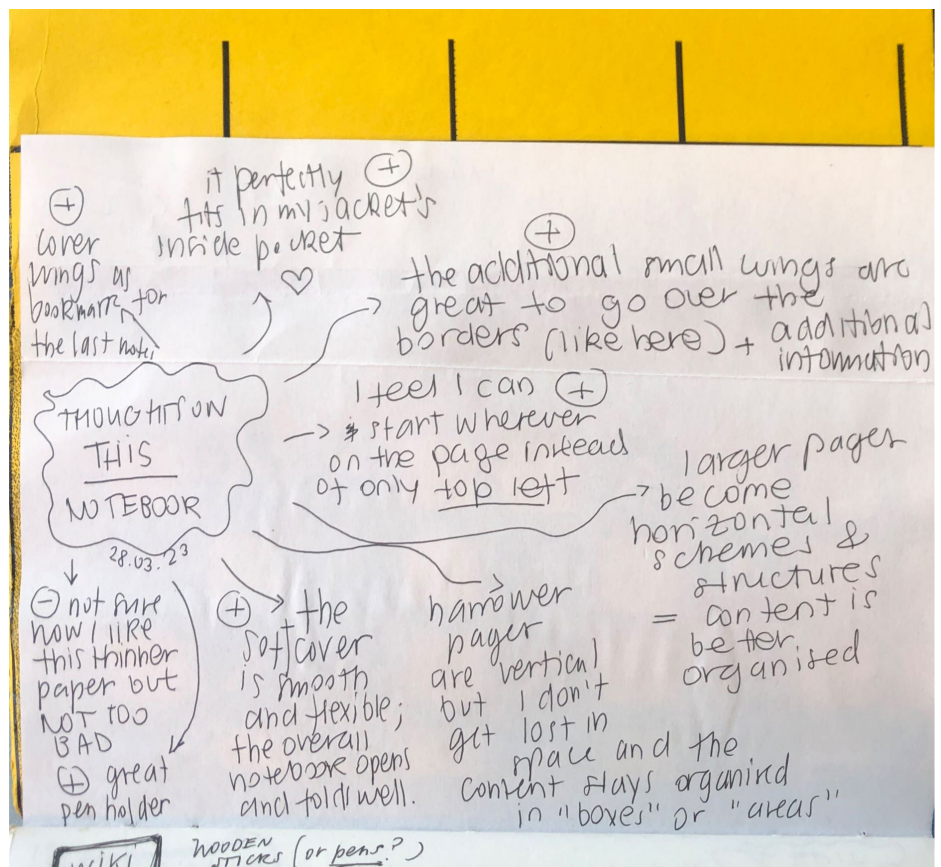 ⊕
cover
wings as
bookmark for
the last note
it perfectly ⊕
fits in my jacket's
inside pocket
♡
⊕
the additional small wings are
great to go over the
borders (like here) + additional
information
THOUGHTS ON
THIS
NOTEBOOK
28.03.23
I feel I can ⊕
start wherever
on the page instead
of only top left
larger pages
become
horizontal
schemes &
structures
= content is
better
organised
⊖ not sure
how I like
this thinner
paper but
NOT TOO
BAD
⊕ great
pen holder
⊕ → the
softcover
is smooth
and flexible;
the overall
notebook opens
and folds well.
narrower
pages
are vertical
but I don't
get lost in
space and the
content stays organised
in "boxes" or "areas"
WIKI
WOODEN
STICKS (or pens?)